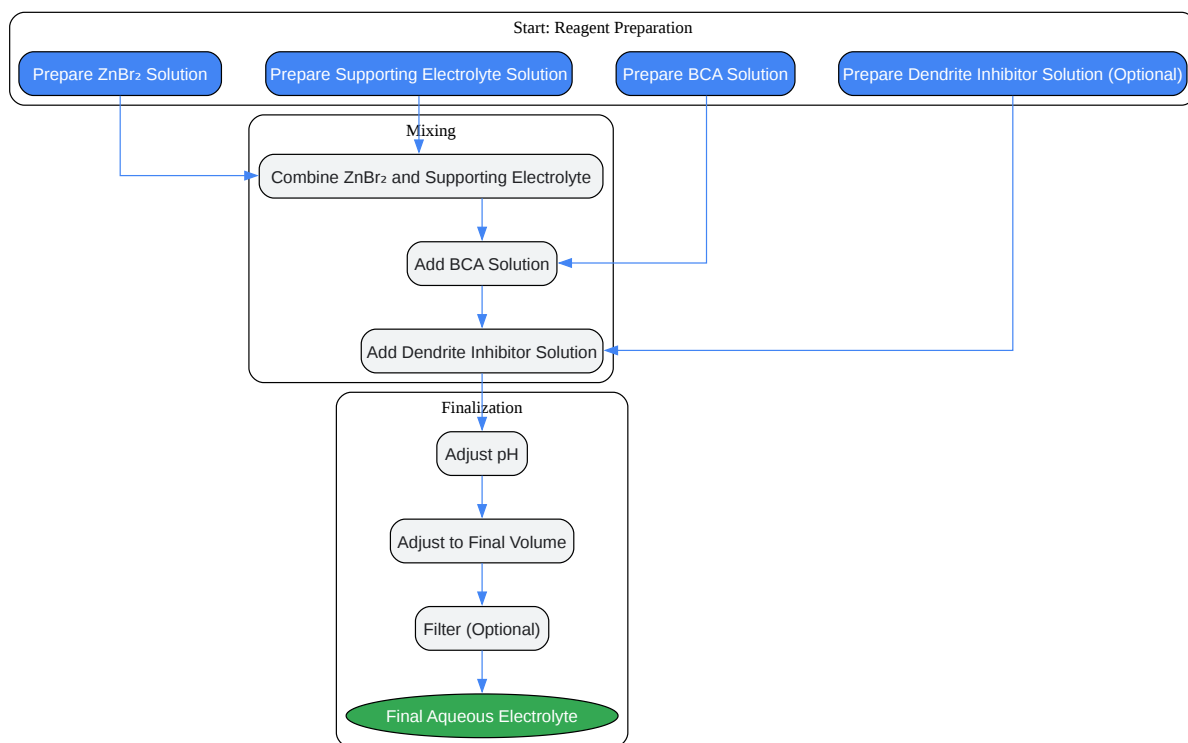 Start: Reagent Preparation
Prepare ZnBr₂ Solution
Prepare Supporting Electrolyte Solution
Prepare BCA Solution
Prepare Dendrite Inhibitor Solution (Optional)
Mixing
Combine ZnBr₂ and Supporting Electrolyte
Add BCA Solution
Add Dendrite Inhibitor Solution
Finalization
Adjust pH
Adjust to Final Volume
Filter (Optional)
Final Aqueous Electrolyte